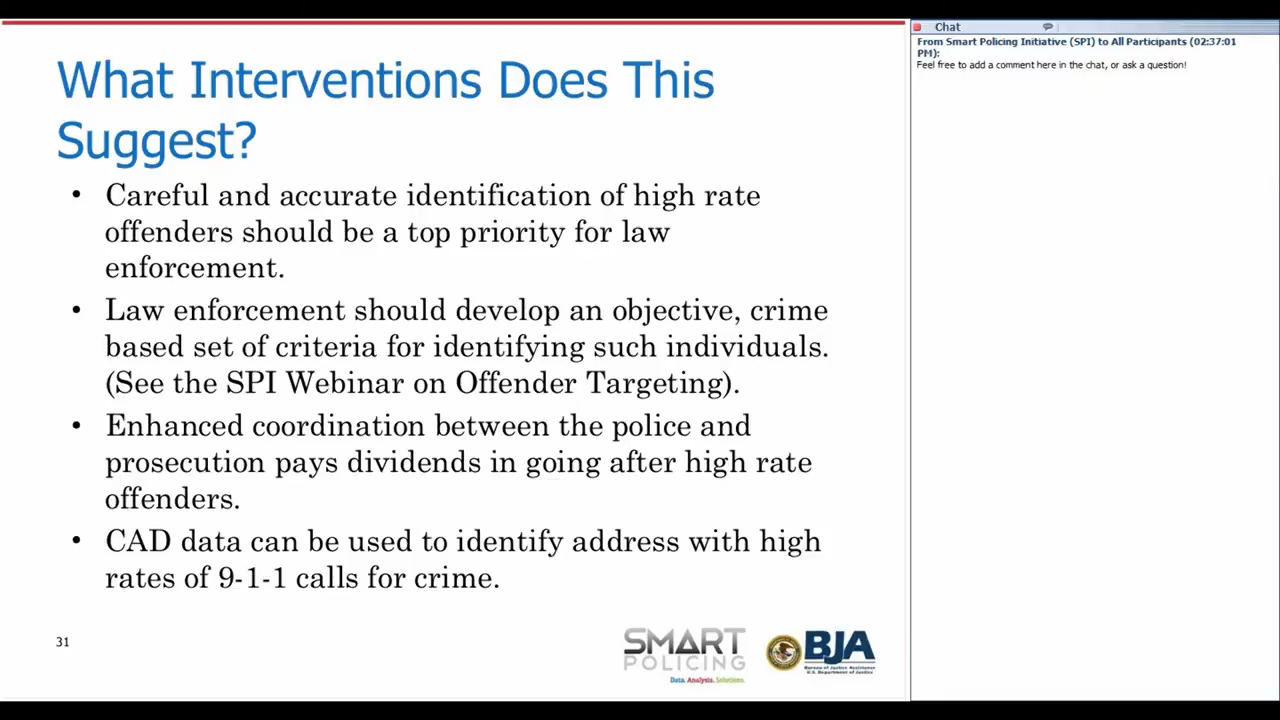 What Interventions Does This
Suggest?
• Careful and accurate identification of high rate
offenders should be a top priority for law
enforcement.
• Law enforcement should develop an objective, crime
based set of criteria for identifying such individuals.
(See the SPI Webinar on Offender Targeting).
• Enhanced coordination between the police and
prosecution pays dividends in going after high rate
offenders.
• CAD data can be used to identify address with high
rates of 9-1-1 calls for crime.
31
SMART
POLICING
Data. Analysis. Solutions.
BJA
Bureau of Justice Assistance
U.S. Department of Justice
Chat
From Smart Policing Initiative (SPI) to All Participants (02:37:01
PM):
Feel free to add a comment here in the chat, or ask a question!